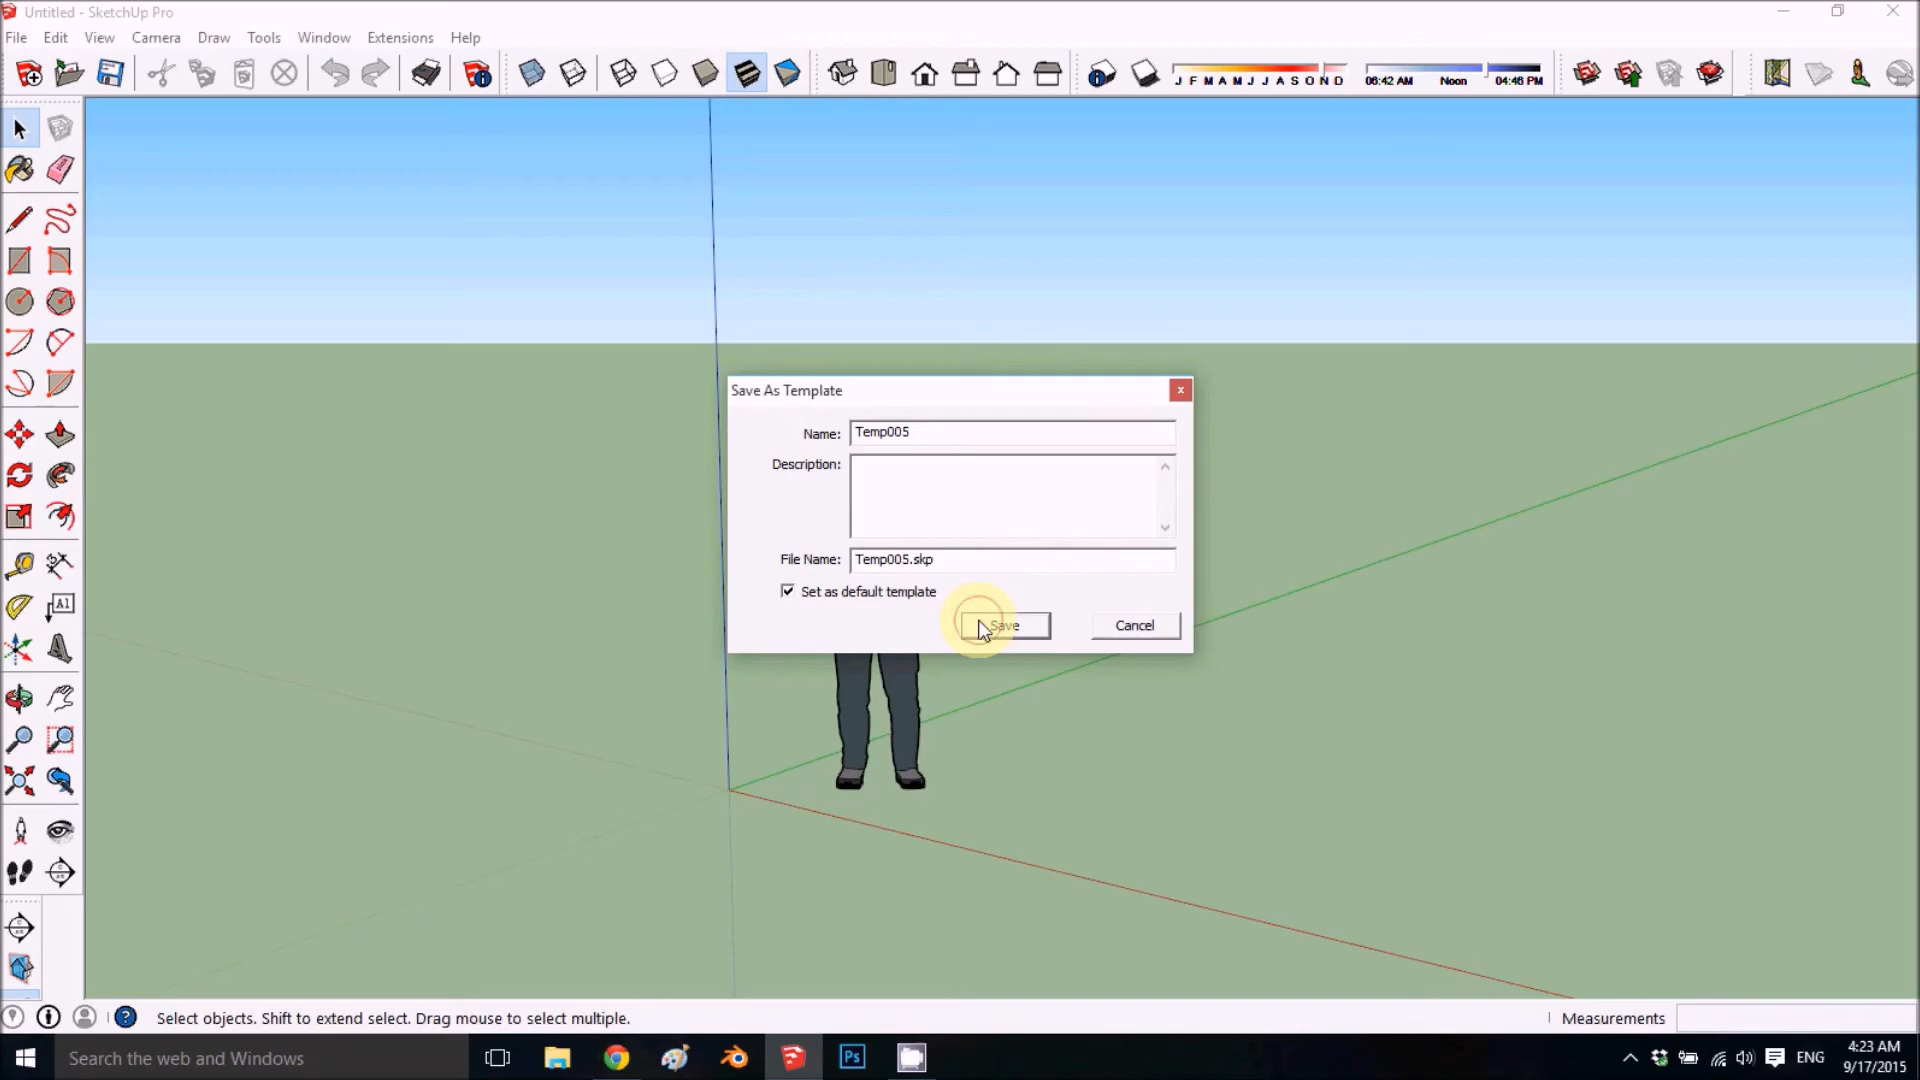 Untitled - SketchUp Pro
File Edit View Camera Draw Tools Window Extensions Help
J F M A M J J A S O N D 06:42 AM Noon 04:46 PM
Save As Template
Name: Temp005
Description:
File Name: Temp005.skp
Set as default template
Save Cancel
A1
Select objects. Shift to extend select. Drag mouse to select multiple.
Measurements
Search the web and Windows
Ps
ENG
4:23 AM
9/17/2015